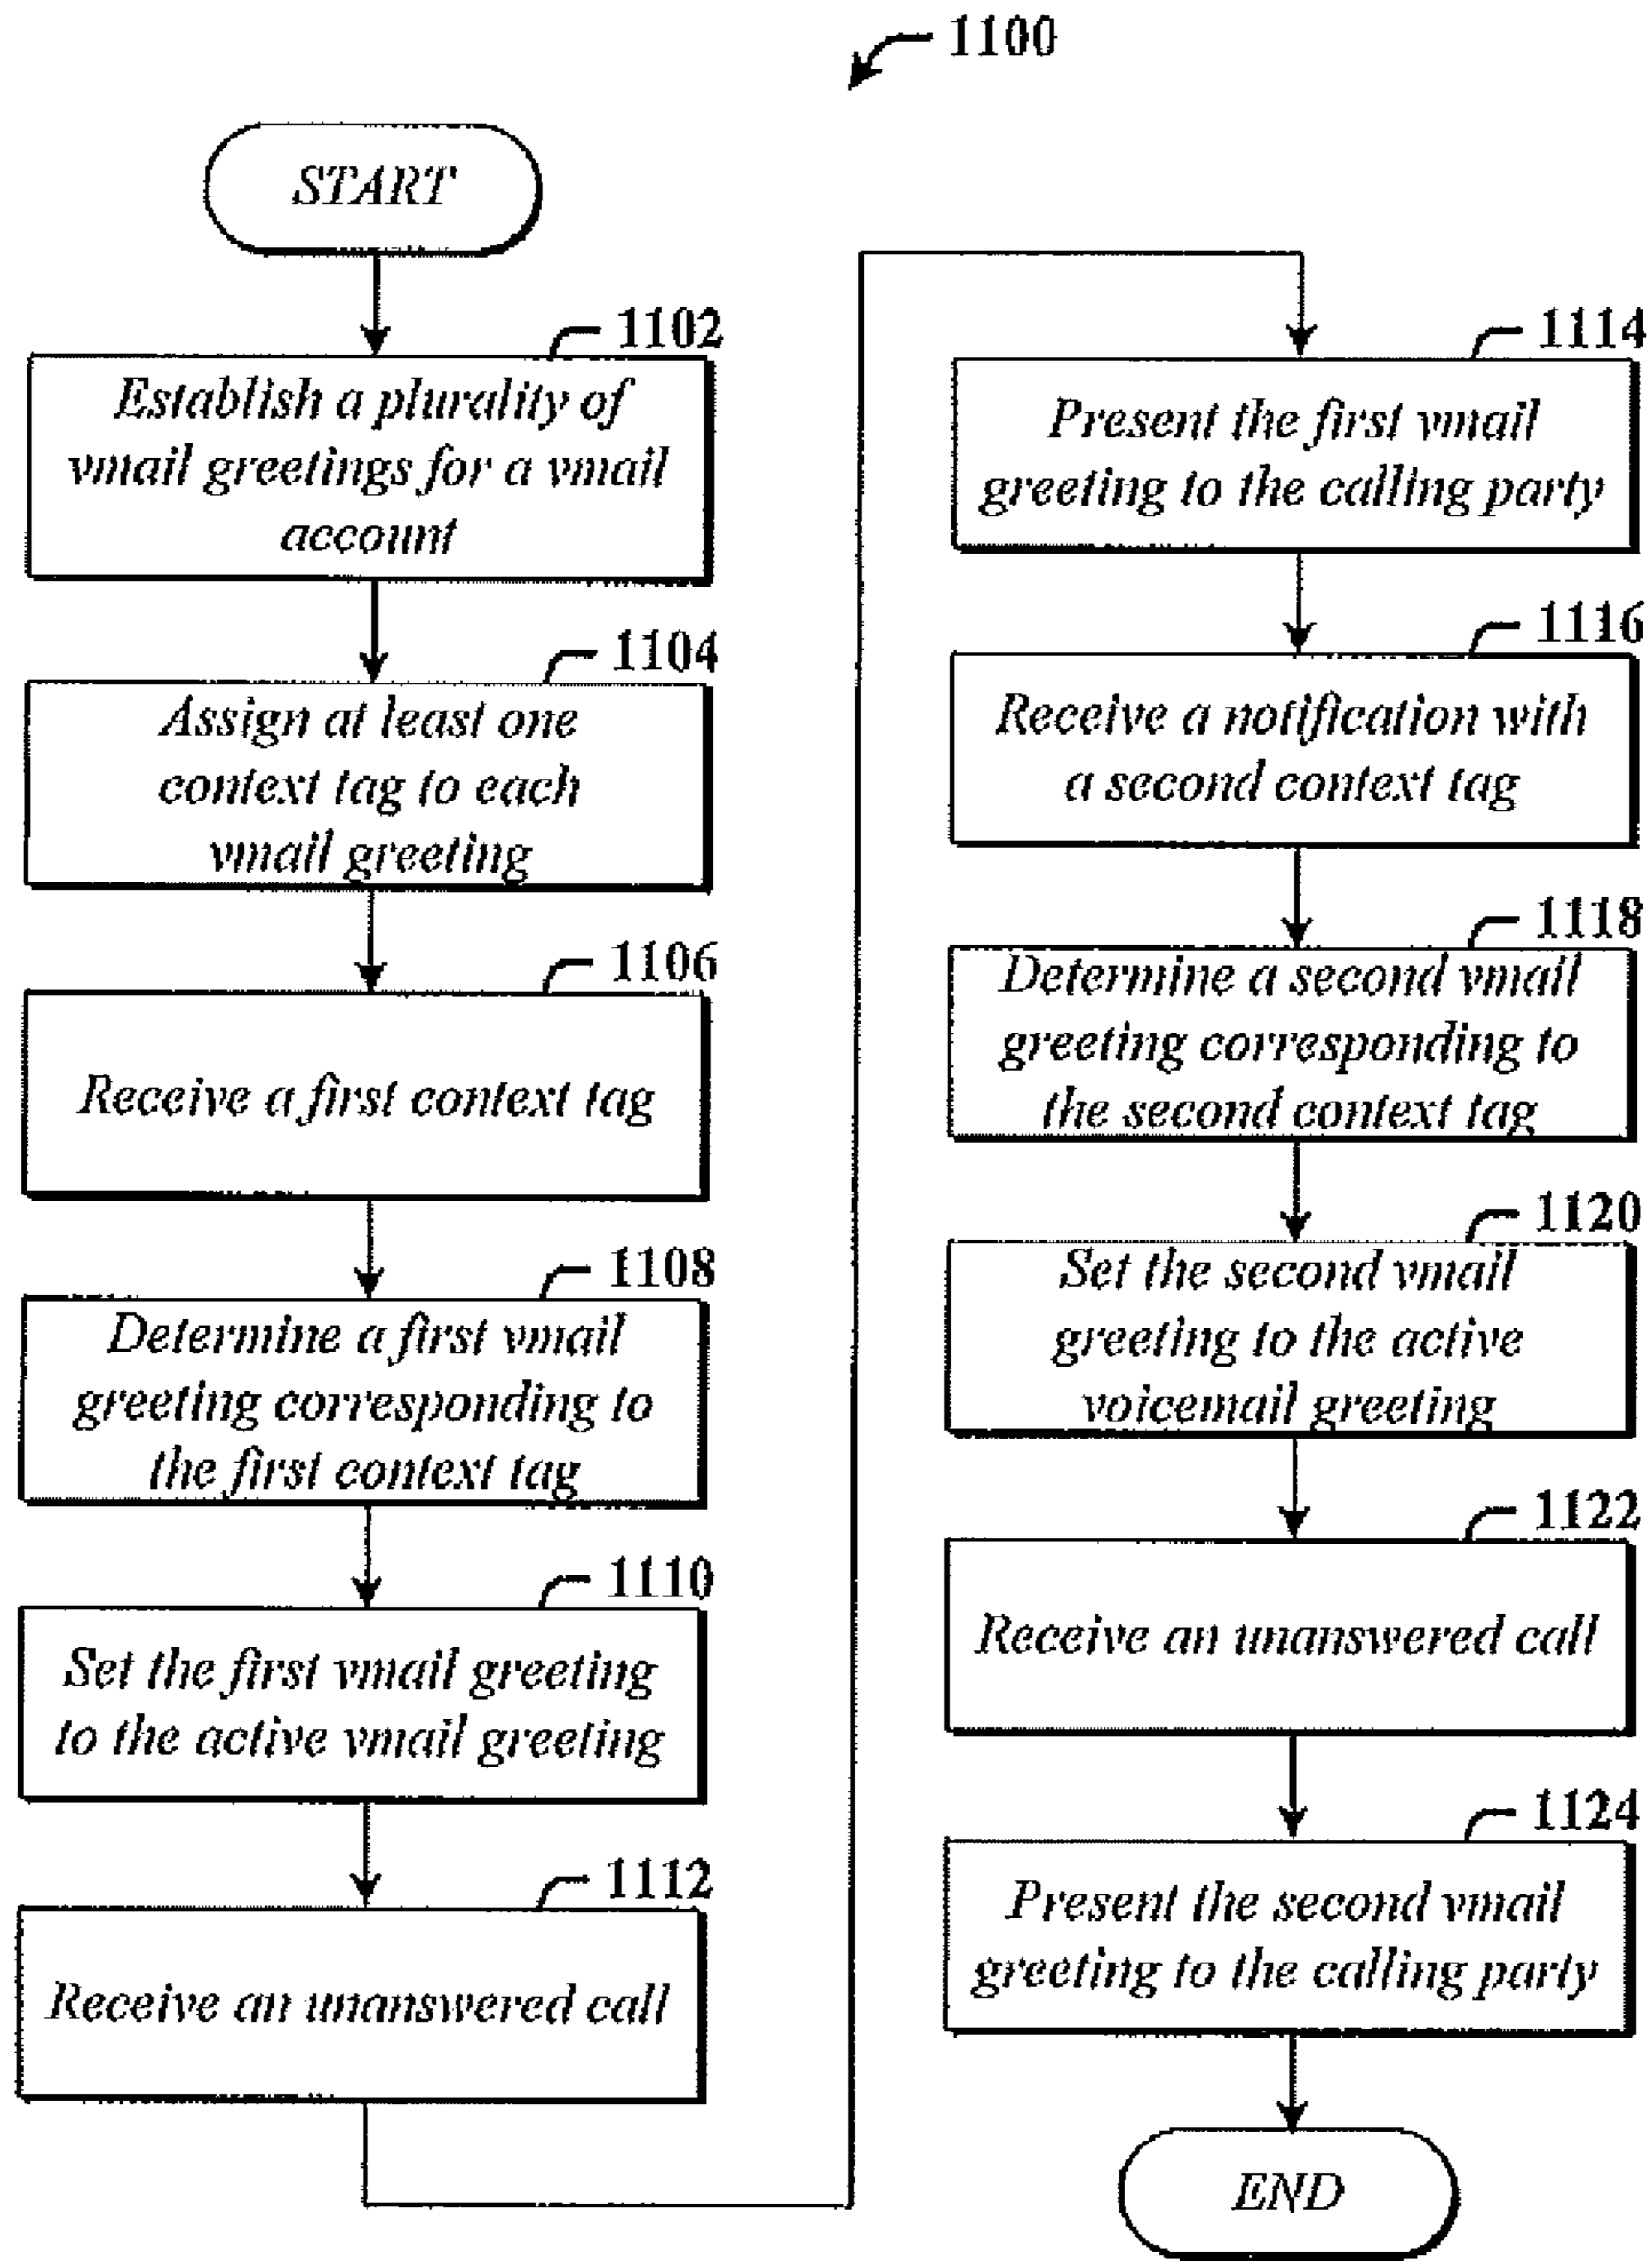 1100
START
1102
Establish a plurality of
vmail greetings for a vmail
account
1104
Assign at least one
context tag to each
vmail greeting
1106
Receive a first context tag
1108
Determine a first vmail
greeting corresponding to
the first context tag
1110
Set the first vmail greeting
to the active vmail greeting
1112
Receive an unanswered call
1114
Present the first vmail
greeting to the calling party
1116
Receive a notification with
a second context tag
1118
Determine a second vmail
greeting corresponding to
the second context tag
1120
Set the second vmail
greeting to the active
voicemail greeting
1122
Receive an unanswered call
1124
Present the second vmail
greeting to the calling party
END